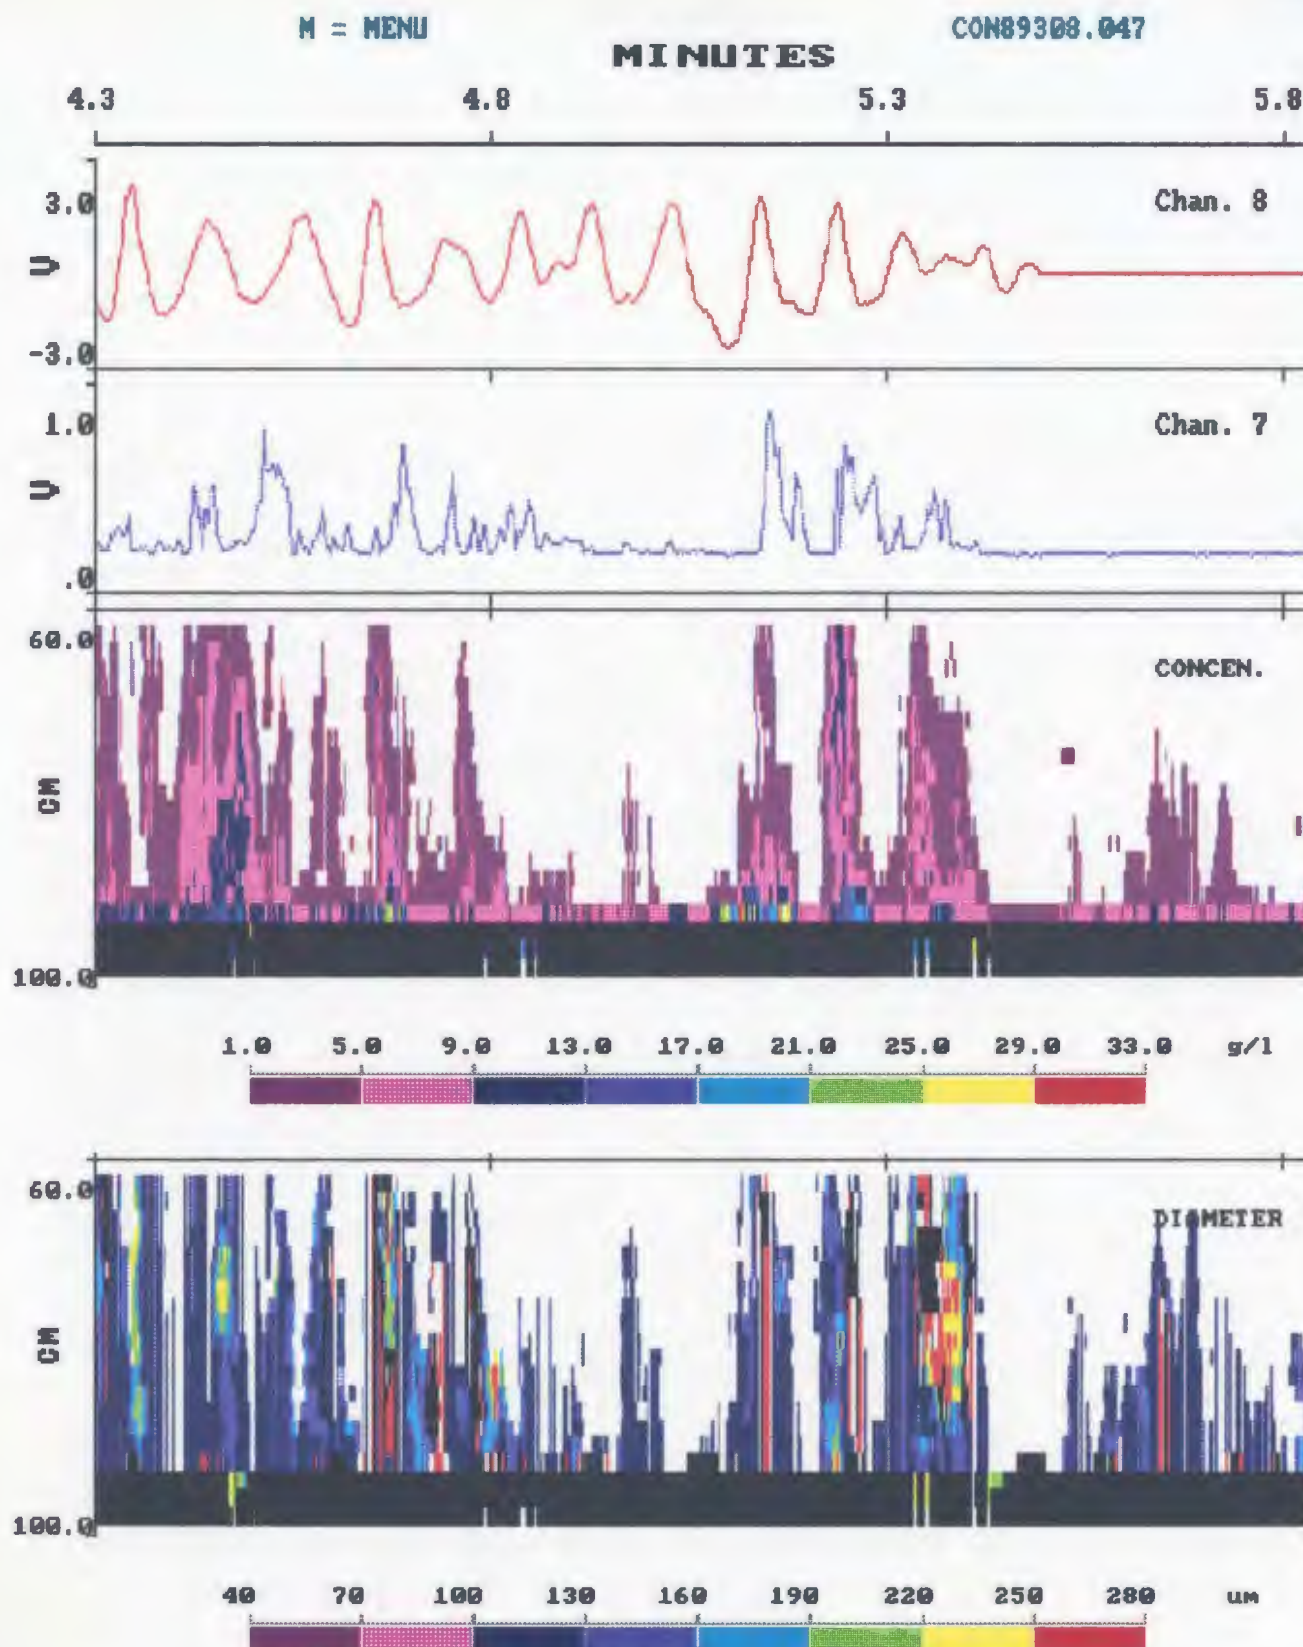 M = MENU CON89308.047
MINUTES
4.3 4.8 5.3 5.8
3.0 Chan. 8
V
-3.0
1.0 Chan. 7
V
.0
60.0 CONCEN.
CM
100.0
1.0 5.0 9.0 13.0 17.0 21.0 25.0 29.0 33.0 g/l
60.0 DIAMETER
CM
100.0
40 70 100 130 160 190 220 250 280 um